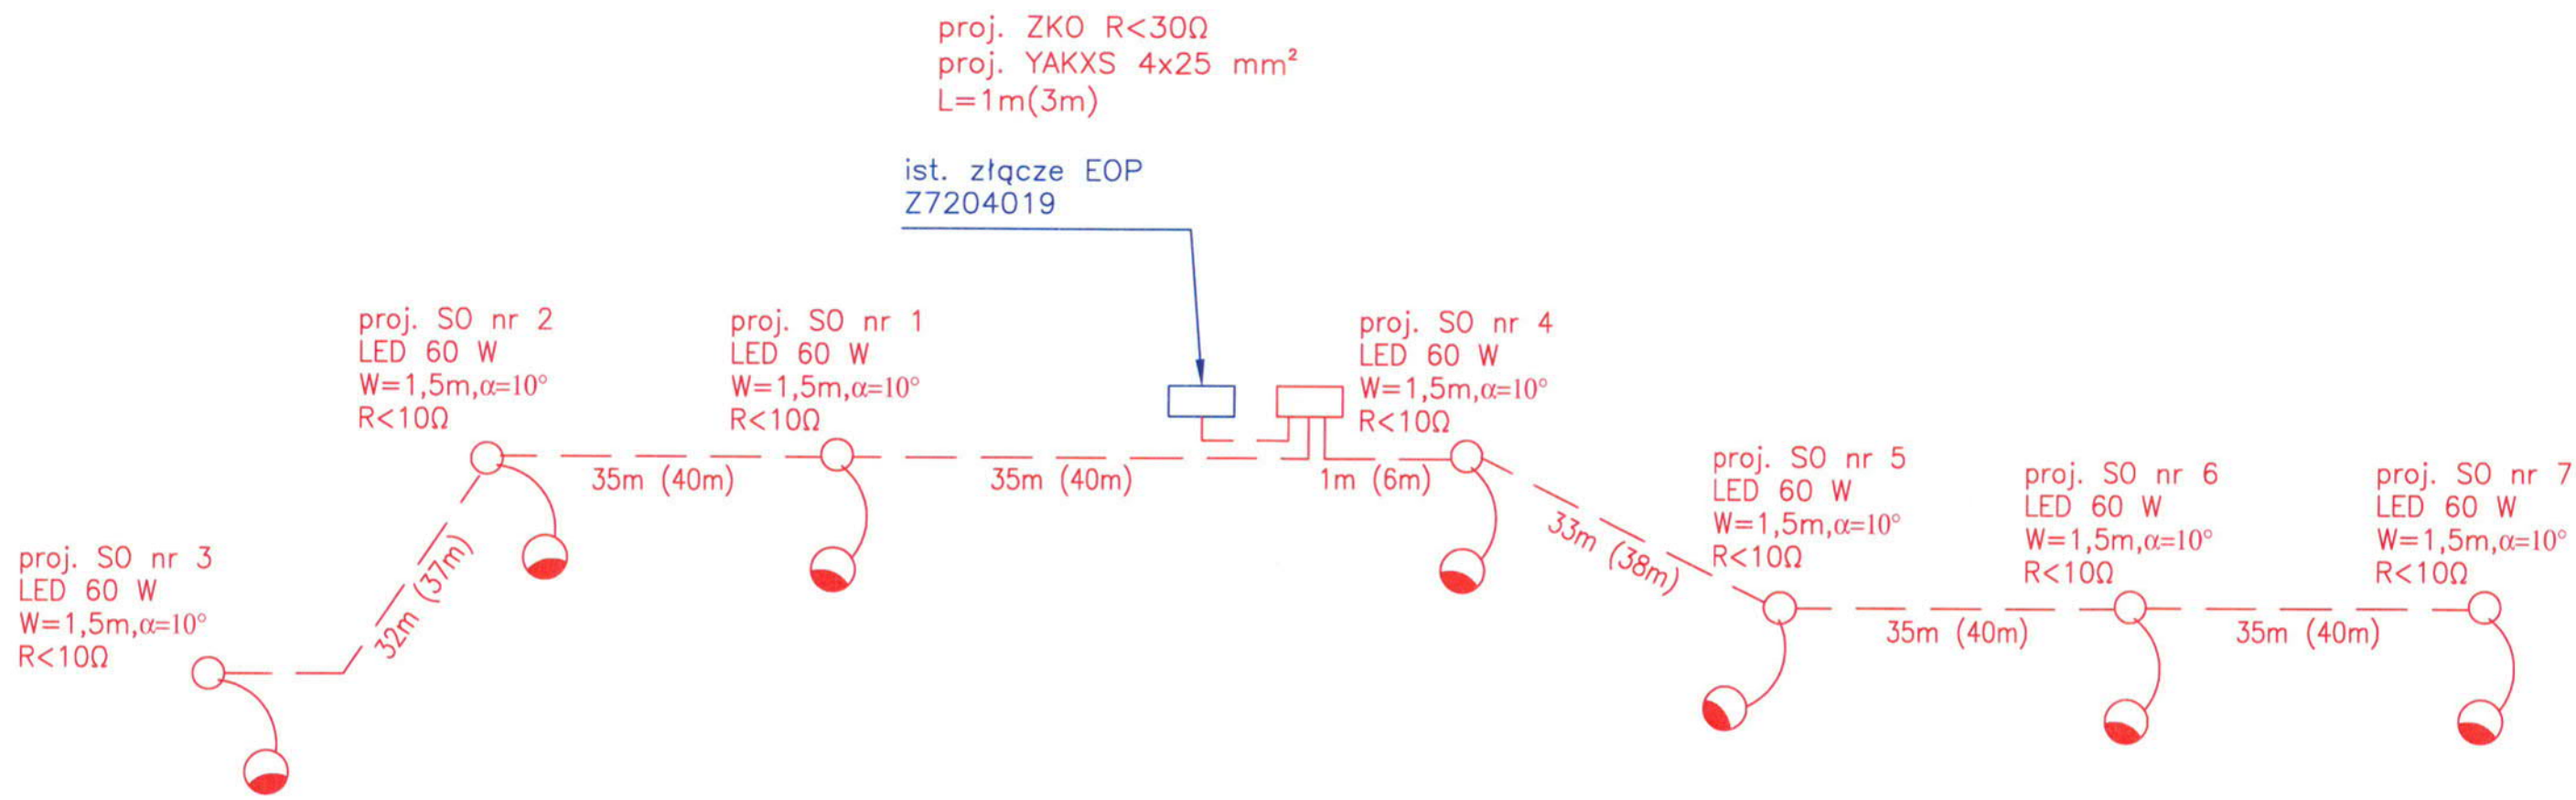 proj. ZKO R<30Ω
proj. YAKXS 4x25 mm²
L=1m(3m)
ist. złącze EOP
Z7204019
proj. SO nr 2
LED 60 W
W=1,5m,α=10°
R<10Ω
proj. SO nr 1
LED 60 W
W=1,5m,α=10°
R<10Ω
proj. SO nr 4
LED 60 W
W=1,5m,α=10°
R<10Ω
35m (40m)
35m (40m)
1m (6m)
proj. SO nr 5
LED 60 W
W=1,5m,α=10°
R<10Ω
proj. SO nr 6
LED 60 W
W=1,5m,α=10°
R<10Ω
proj. SO nr 7
LED 60 W
W=1,5m,α=10°
R<10Ω
proj. SO nr 3
LED 60 W
W=1,5m,α=10°
R<10Ω
32m (37m)
33m (38m)
35m (40m)
35m (40m)